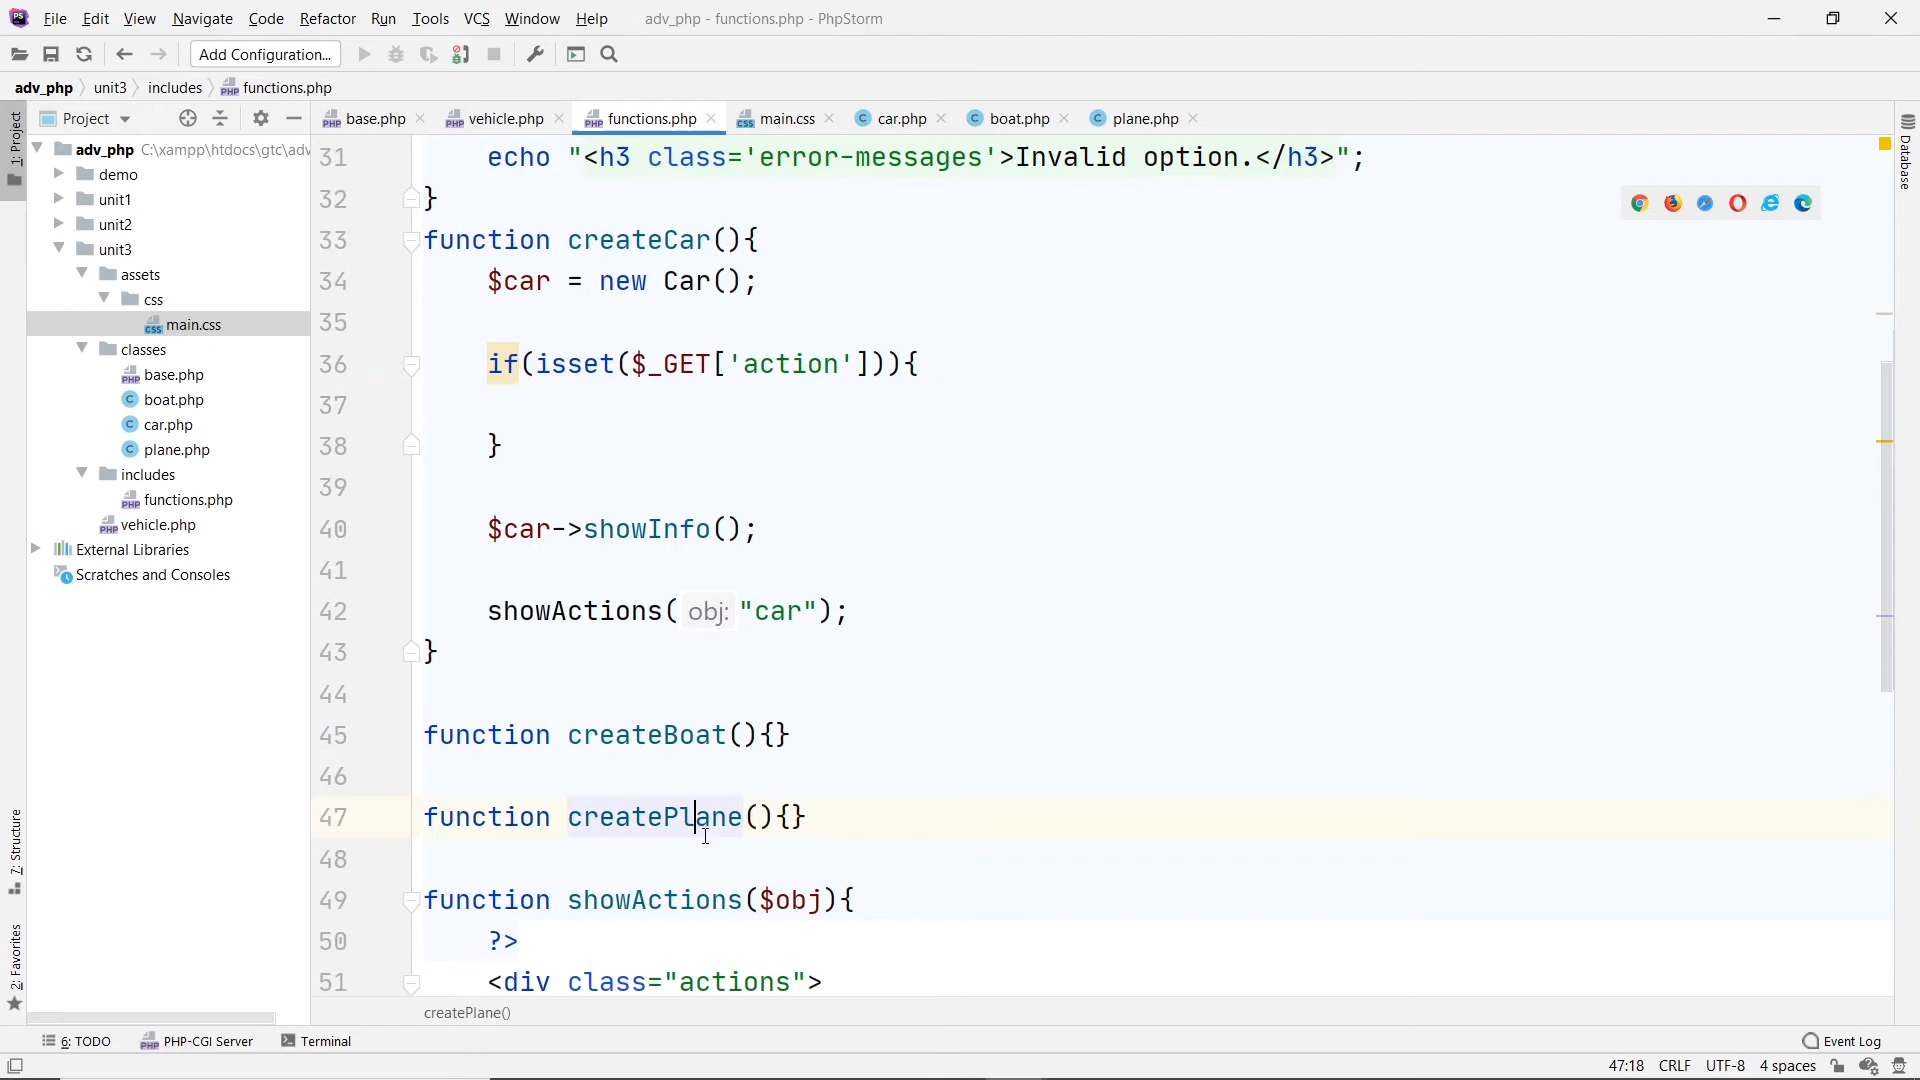 File Edit View Navigate Code Refactor Run Tools VCS Window Help adv_php - functions.php - PhpStorm
Add Configuration...
adv_php unit3 includes functions.php
Project
base.php vehicle.php functions.php main.css car.php boat.php plane.php
1: Project
Database
adv_php C:\xampp\htdocs\gtc\adv
demo
unit1
unit2
unit3
assets
css
main.css
classes
base.php
boat.php
car.php
plane.php
includes
functions.php
vehicle.php
External Libraries
Scratches and Consoles
31 echo "<h3 class='error-messages'>Invalid option.</h3>";
32 }
33 function createCar(){
34 $car = new Car();
35
36 if(isset($_GET['action'])){
37
38 }
39
40 $car->showInfo();
41
42 showActions( obj: "car");
43 }
44
45 function createBoat(){}
46
47 function createPlane(){}
48
49 function showActions($obj){
50 ?>
51 <div class="actions">
createPlane()
7: Structure
2: Favorites
6: TODO PHP-CGI Server Terminal Event Log
47:18 CRLF UTF-8 4 spaces